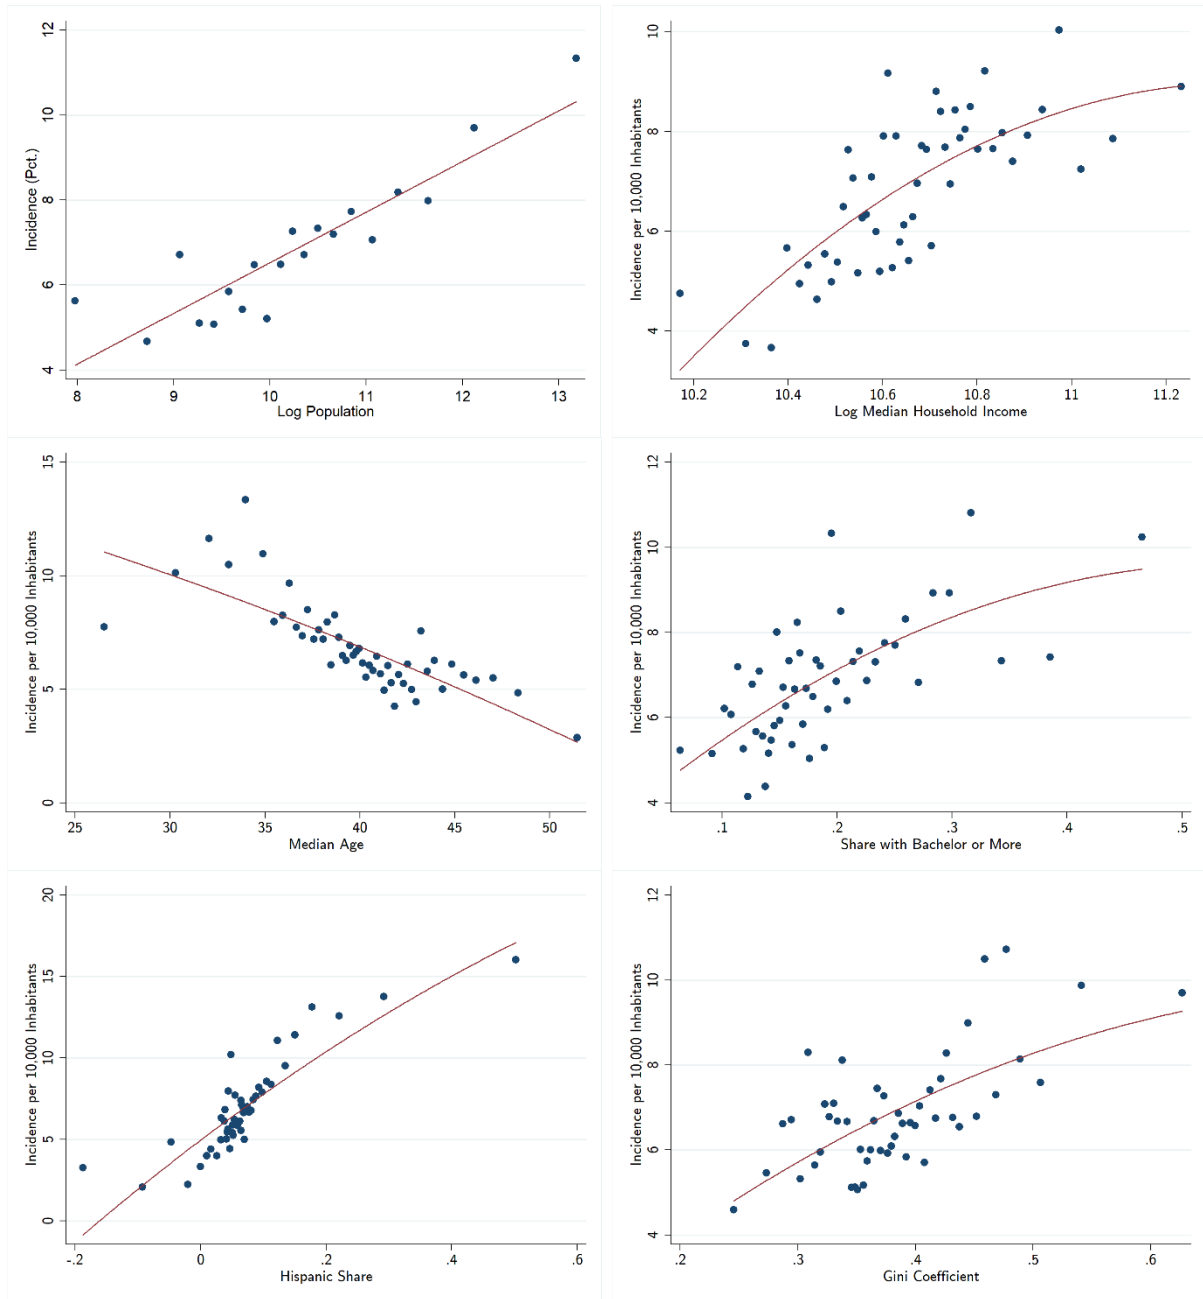 12
10
8
6
4
Incidence (Pct.)
8 9 10 11 12 13
Log Population
10
8
6
4
Incidence per 10,000 Inhabitants
10.2 10.4 10.6 10.8 11 11.2
Log Median Household Income
15
10
5
0
Incidence per 10,000 Inhabitants
25 30 35 40 45 50
Median Age
12
10
8
6
4
Incidence per 10,000 Inhabitants
.1 .2 .3 .4 .5
Share with Bachelor or More
20
15
10
5
0
Incidence per 10,000 Inhabitants
-.2 0 .2 .4 .6
Hispanic Share
12
10
8
6
4
Incidence per 10,000 Inhabitants
.2 .3 .4 .5 .6
Gini Coefficient